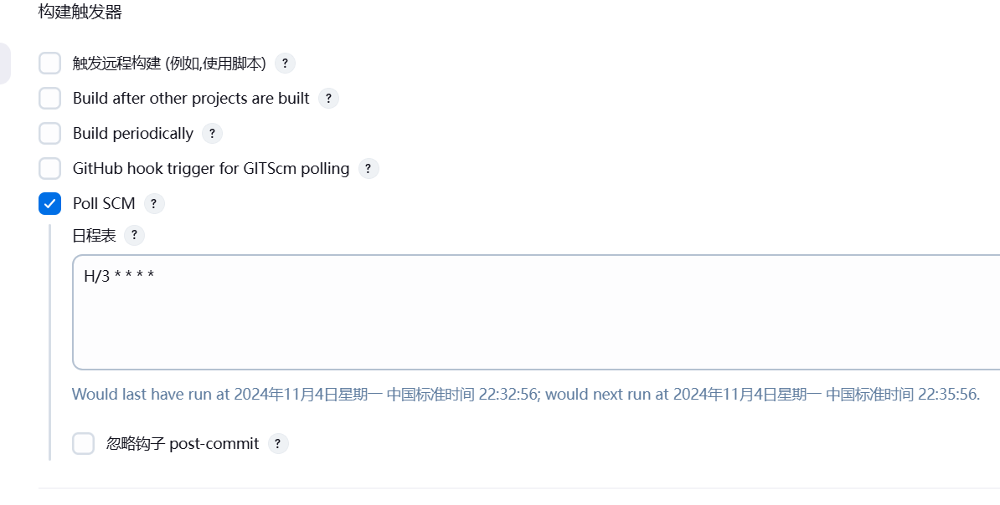 构建触发器
触发远程构建 (例如,使用脚本) ?
Build after other projects are built ?
Build periodically ?
GitHub hook trigger for GITScm polling ?
Poll SCM ?
日程表 ?
H/3 * * * *
Would last have run at 2024年11月4日星期一 中国标准时间 22:32:56; would next run at 2024年11月4日星期一 中国标准时间 22:35:56.
忽略钩子 post-commit ?